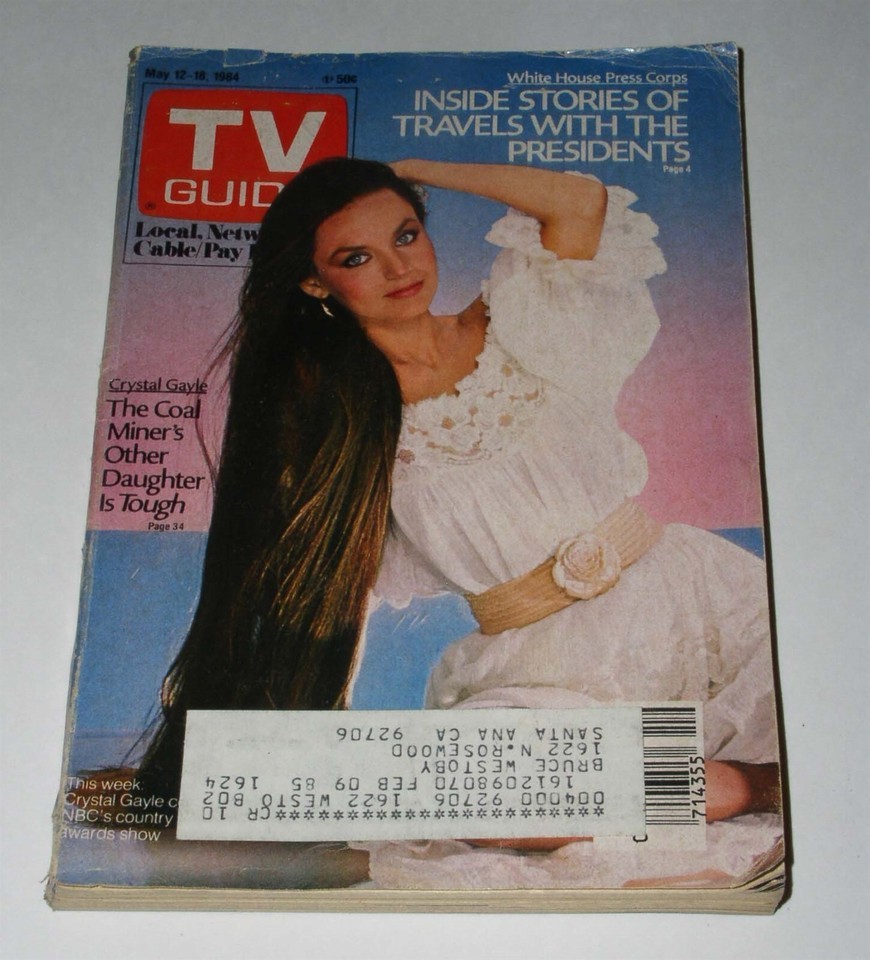 May 12-18, 1984
50¢
White House Press Corps
INSIDE STORIES OF
TRAVELS WITH THE
PRESIDENTS
Page 4
TV
GUID
®
Local, Netw
Cable/Pay
Crystal Gayle
The Coal
Miner's
Other
Daughter
Is Tough
Page 34
This week:
Crystal Gayle c
NBC's country
awards show
********************** CR 10
004000 92706 1622 WESTO B02
1612098070 FEB 09 85 1624
BRUCE WESTOBY
1622 N. ROSEWOOD
SANTA ANA CA 92706
714355
0